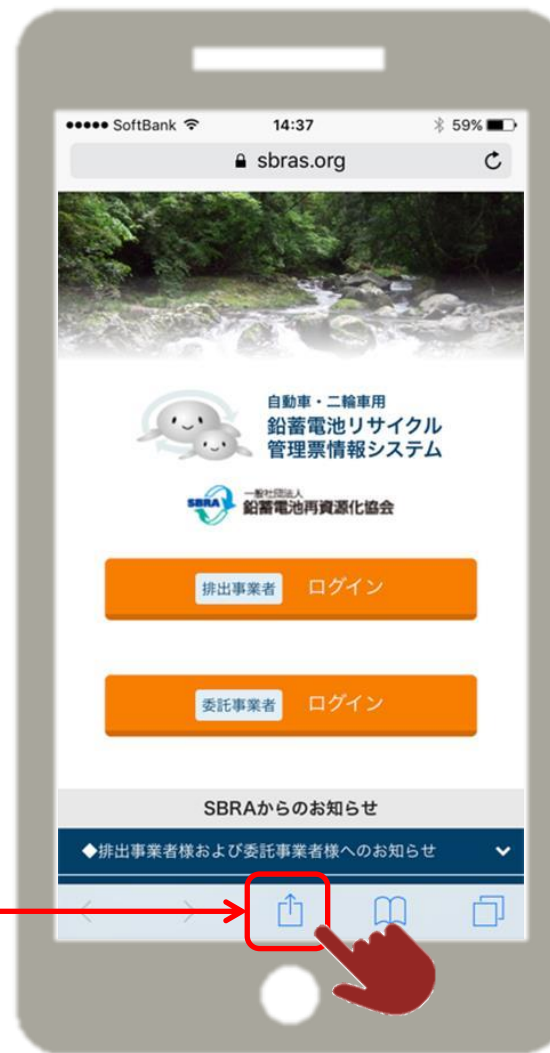 ●●●●● SoftBank 14:37 59%
sbras.org
自動車・二輪車用
鉛蓄電池リサイクル
管理票情報システム
SBRA 一般社団法人
鉛蓄電池再資源化協会
排出事業者 ログイン
委託事業者 ログイン
SBRAからのお知らせ
◆排出事業者様および委託事業者様へのお知らせ